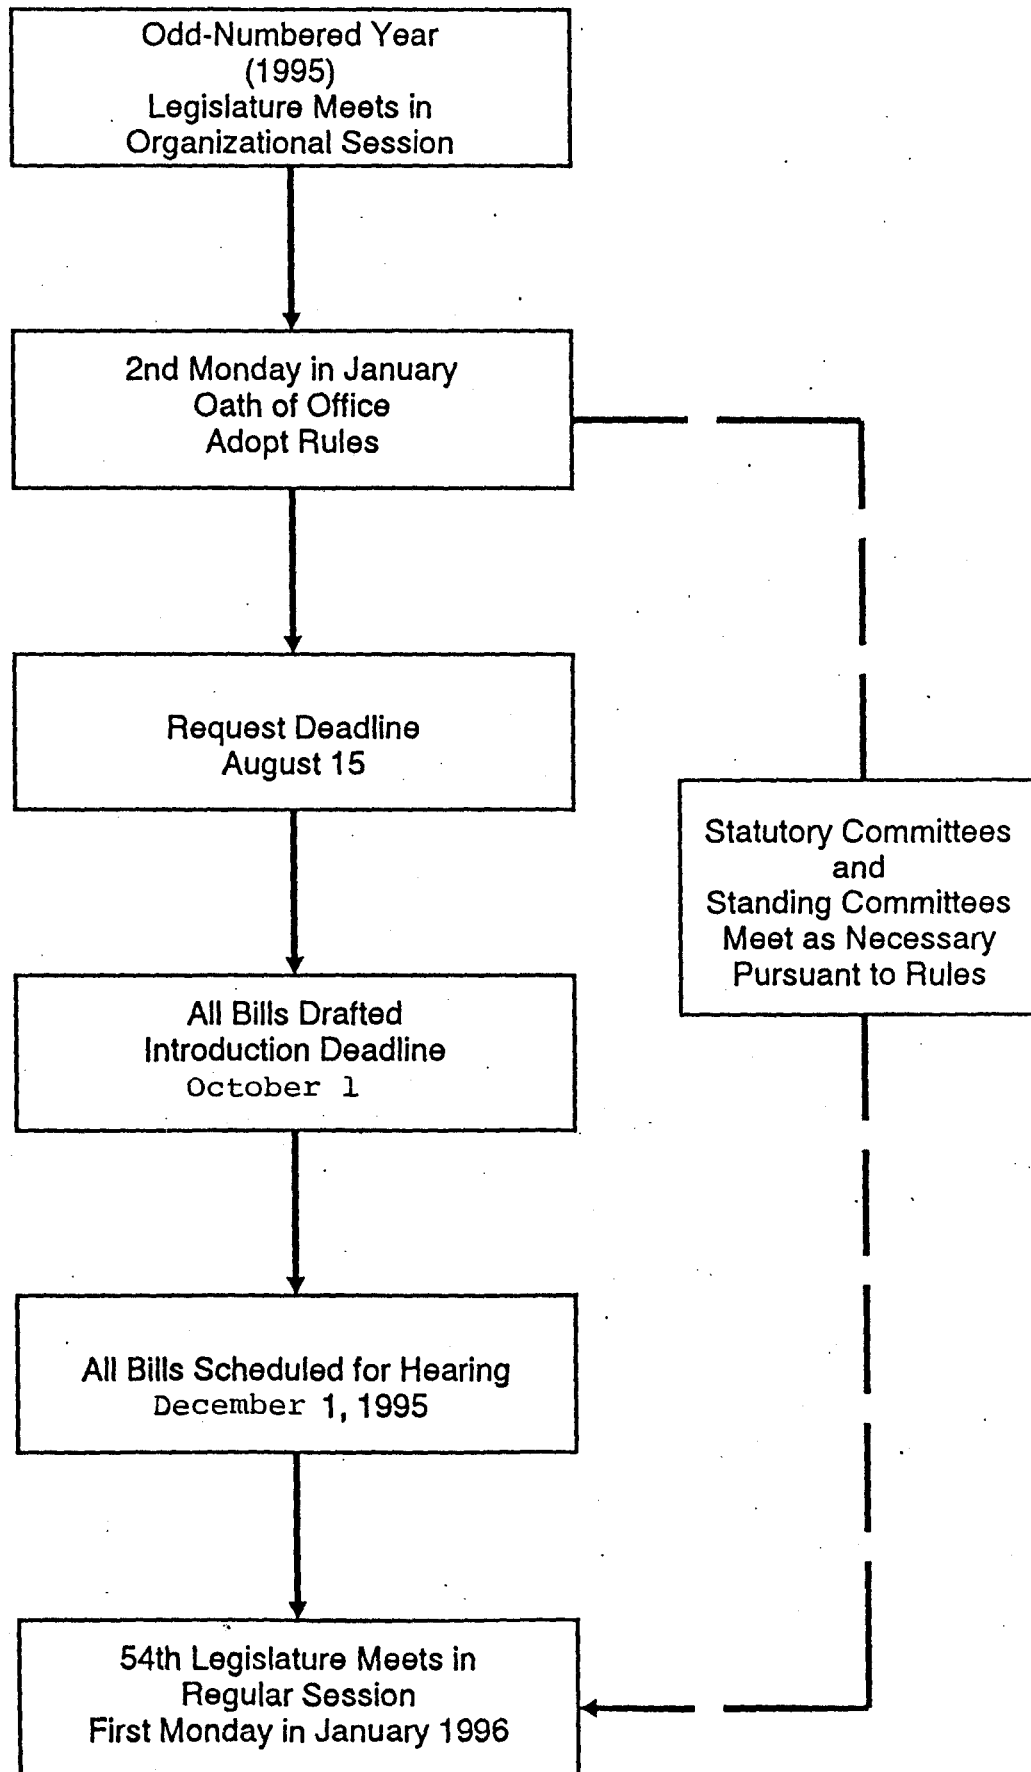 Odd-Numbered Year
(1995)
Legislature Meets in
Organizational Session
2nd Monday in January
Oath of Office
Adopt Rules
Request Deadline
August 15
Statutory Committees
and
Standing Committees
Meet as Necessary
Pursuant to Rules
All Bills Drafted
Introduction Deadline
October 1
All Bills Scheduled for Hearing
December 1, 1995
54th Legislature Meets in
Regular Session
First Monday in January 1996